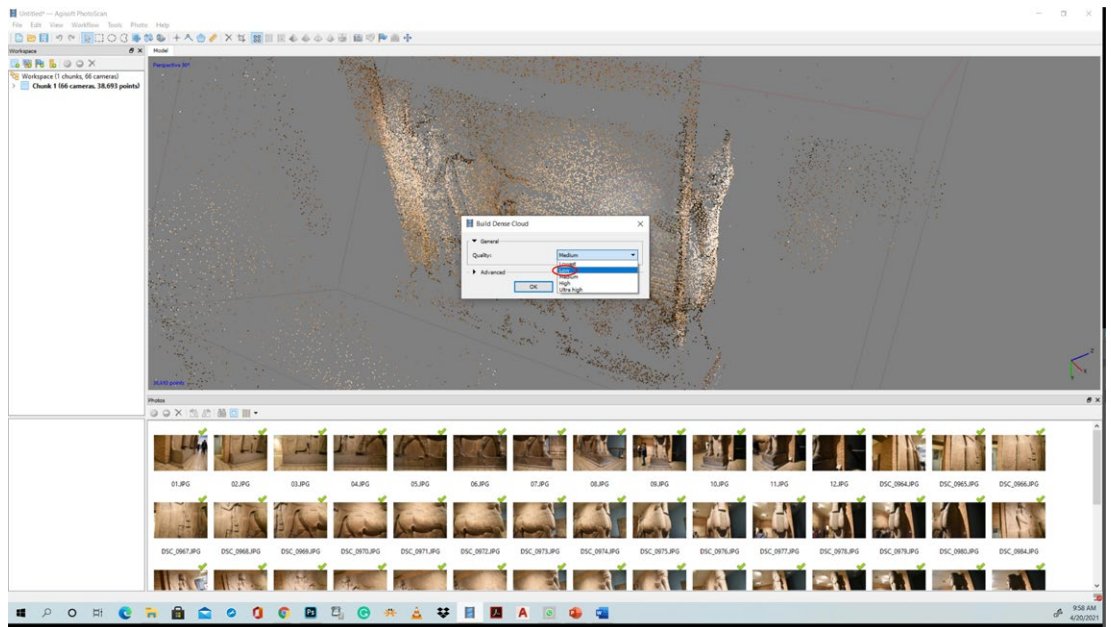 Untitled* — Agisoft PhotoScan
File Edit View Workflow Tools Photo Help
Workspace
Model
Workspace (1 chunks, 66 cameras)
Chunk 1 (66 cameras, 38,693 points)
Perspective 30°
Build Dense Cloud
General
Quality: Medium
Lowest
Low
Medium
High
Ultra high
Advanced
OK
Z
38,693 points
Photos
01.JPG 02.JPG 03.JPG 04.JPG 05.JPG 06.JPG 07.JPG 08.JPG 09.JPG 10.JPG 11.JPG 12.JPG DSC_0964.JPG DSC_0965.JPG DSC_0966.JPG
DSC_0967.JPG DSC_0968.JPG DSC_0969.JPG DSC_0970.JPG DSC_0971.JPG DSC_0972.JPG DSC_0973.JPG DSC_0974.JPG DSC_0975.JPG DSC_0976.JPG DSC_0977.JPG DSC_0978.JPG DSC_0979.JPG DSC_0980.JPG DSC_0984.JPG
9:58 AM
4/20/2021